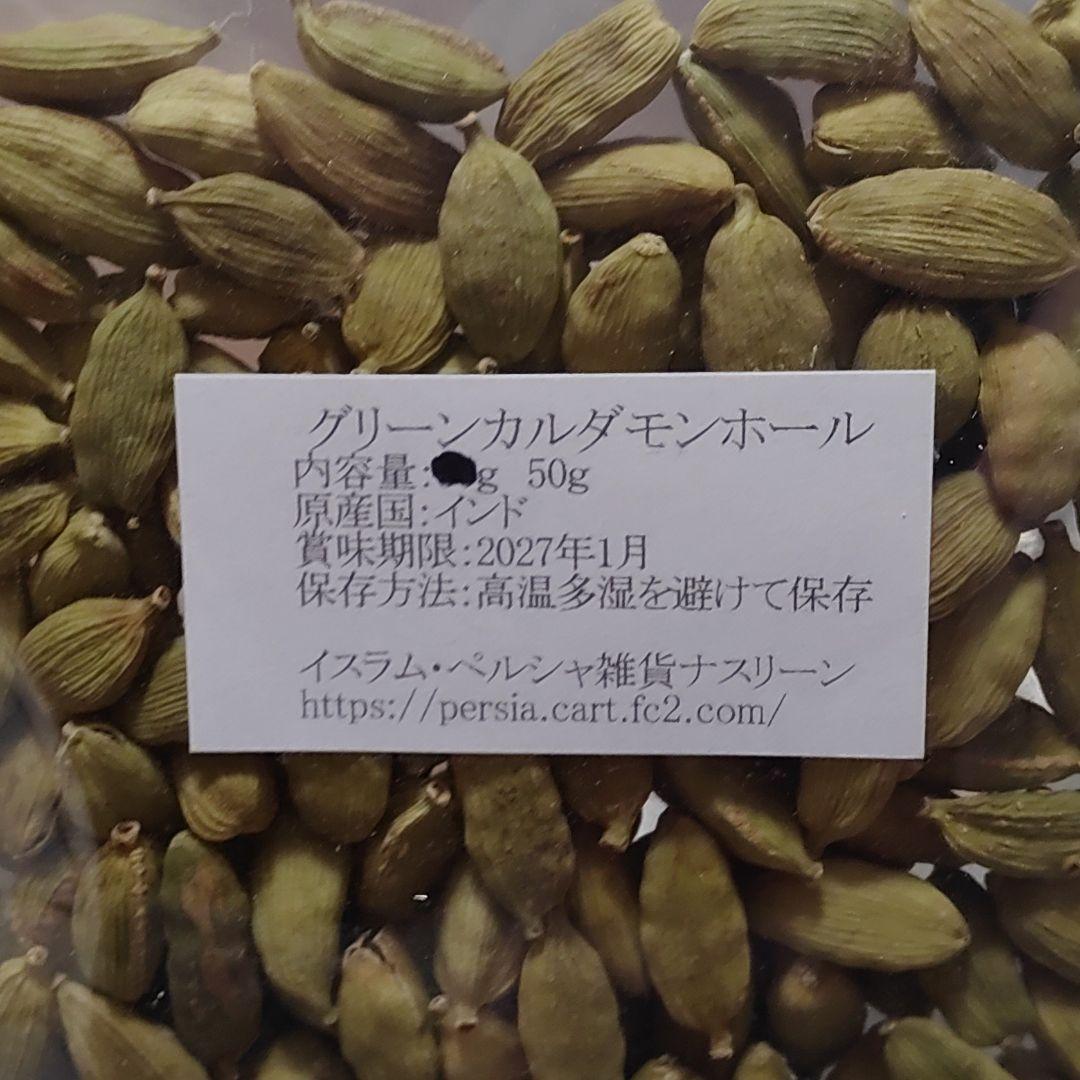 グリーンカルダモンホール
内容量:g 50g
原産国:インド
賞味期限:2027年1月
保存方法:高温多湿を避けて保存
イスラム・ペルシャ雑貨ナスリーン
https://persia.cart.fc2.com/